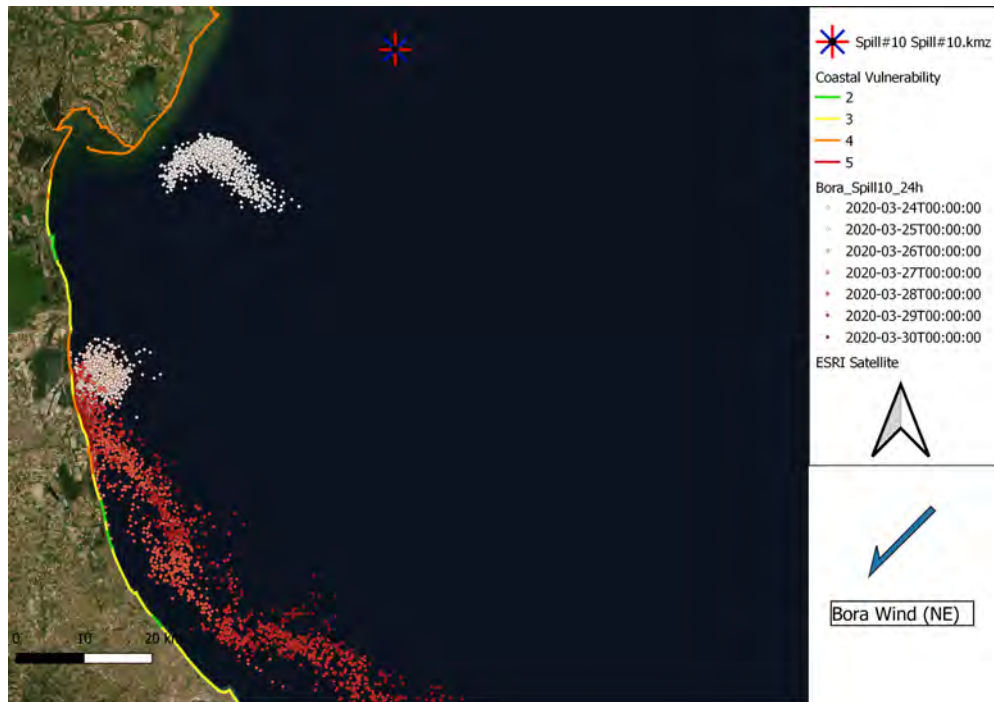 Spill#10 Spill#10.kmz
Coastal Vulnerability
2
3
4
5
Bora_Spill10_24h
2020-03-24T00:00:00
2020-03-25T00:00:00
2020-03-26T00:00:00
2020-03-27T00:00:00
2020-03-28T00:00:00
2020-03-29T00:00:00
2020-03-30T00:00:00
ESRI Satellite
Bora Wind (NE)
0 10 20 km